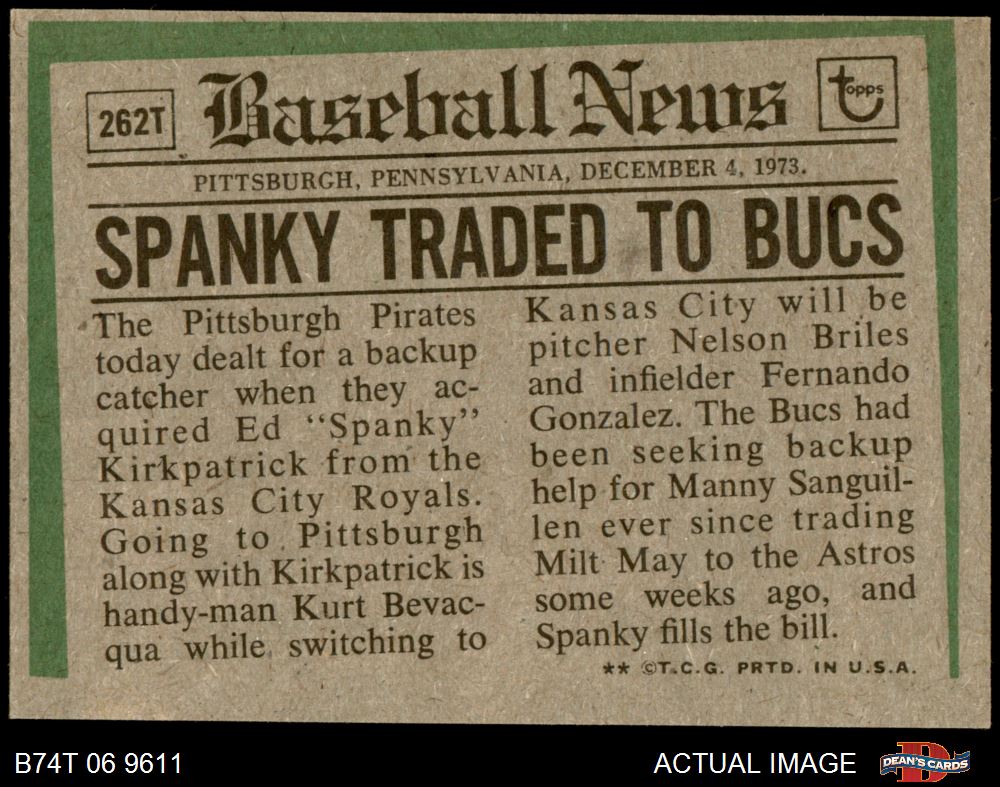 262T
Baseball News
topps
PITTSBURGH, PENNSYLVANIA, DECEMBER 4, 1973.
SPANKY TRADED TO BUCS
The Pittsburgh Pirates
today dealt for a backup
catcher when they ac-
quired Ed "Spanky"
Kirkpatrick from the
Kansas City Royals.
Going to Pittsburgh
along with Kirkpatrick is
handy-man Kurt Bevac-
qua while switching to
Kansas City will be
pitcher Nelson Briles
and infielder Fernando
Gonzalez. The Bucs had
been seeking backup
help for Manny Sanguil-
len ever since trading
Milt May to the Astros
some weeks ago, and
Spanky fills the bill.
** ©T.C.G. PRTD. IN U.S.A.
B74T 06 9611
ACTUAL IMAGE
DEAN'S CARDS